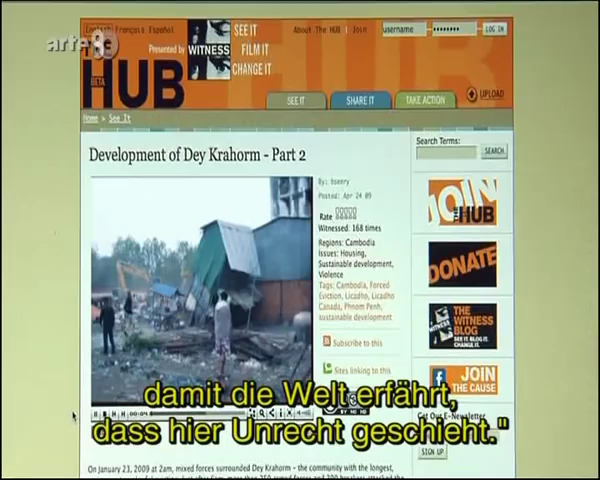 English Français Español
About The HUB | Join
username
LOG IN
arte
THE
HUB
BETA
Presented by WITNESS
SEE IT
FILM IT
CHANGE IT
UPLOAD
SEE IT
SHARE IT
TAKE ACTION
Home > See It
Development of Dey Krahorm - Part 2
Search Terms:
SEARCH
Posted: Apr 24 09
Rate
Witnessed: 168 times
Regions: Cambodia
Issues: Housing,
Sustainable development,
Violence
Tags: Cambodia, Forced
Eviction, Licadho, Licadho
Canada, Phnom Penh,
sustainable development
Subscribe to this
Sites linking to this
JOIN
THE HUB
DONATE
THE
WITNESS
BLOG
SEE IT. BLOG IT.
CHANGE IT.
JOIN
THE CAUSE
Get Our E-Newsletter
SIGN UP
damit die Welt erfährt,
dass hier Unrecht geschieht."
On January 23, 2009 at 2am, mixed forces surrounded Dey Krahorm - the community with the longest,